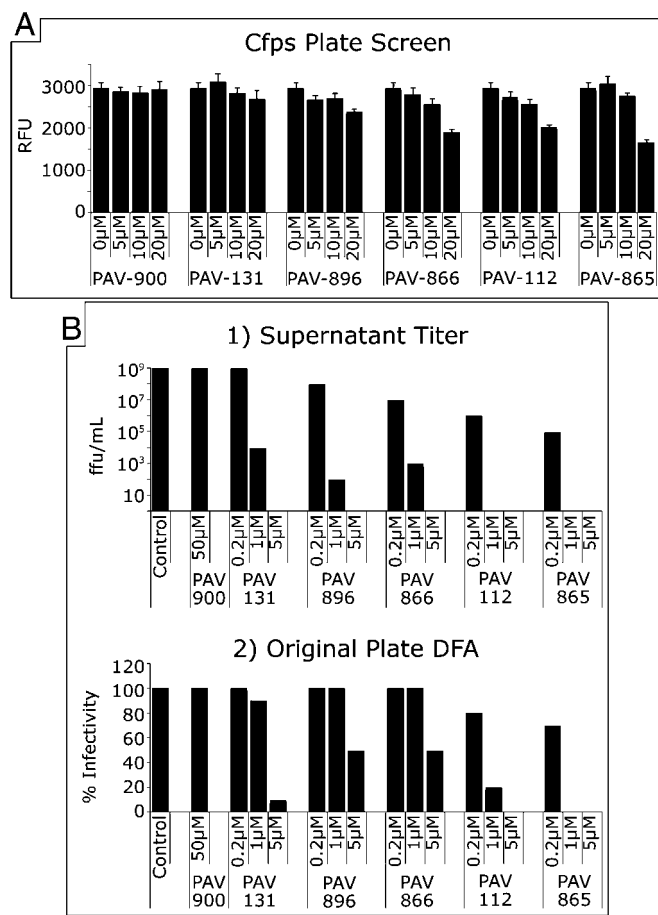 A
Cfps Plate Screen
RFU
3000
2000
1000
0
0µM 5µM 10µM 20µM 0µM 5µM 10µM 20µM 0µM 5µM 10µM 20µM 0µM 5µM 10µM 20µM 0µM 5µM 10µM 20µM 0µM 5µM 10µM 20µM
PAV-900 PAV-131 PAV-896 PAV-866 PAV-112 PAV-865
B
1) Supernatant Titer
ffu/mL
10⁹
10⁷
10⁵
10³
10
Control 50µM 0.2µM 1µM 5µM 0.2µM 1µM 5µM 0.2µM 1µM 5µM 0.2µM 1µM 5µM 0.2µM 1µM 5µM
PAV PAV PAV PAV PAV PAV
900 131 896 866 112 865
2) Original Plate DFA
% Infectivity
120
100
80
60
40
20
0
Control 50µM 0.2µM 1µM 5µM 0.2µM 1µM 5µM 0.2µM 1µM 5µM 0.2µM 1µM 5µM 0.2µM 1µM 5µM
PAV PAV PAV PAV PAV PAV
900 131 896 866 112 865